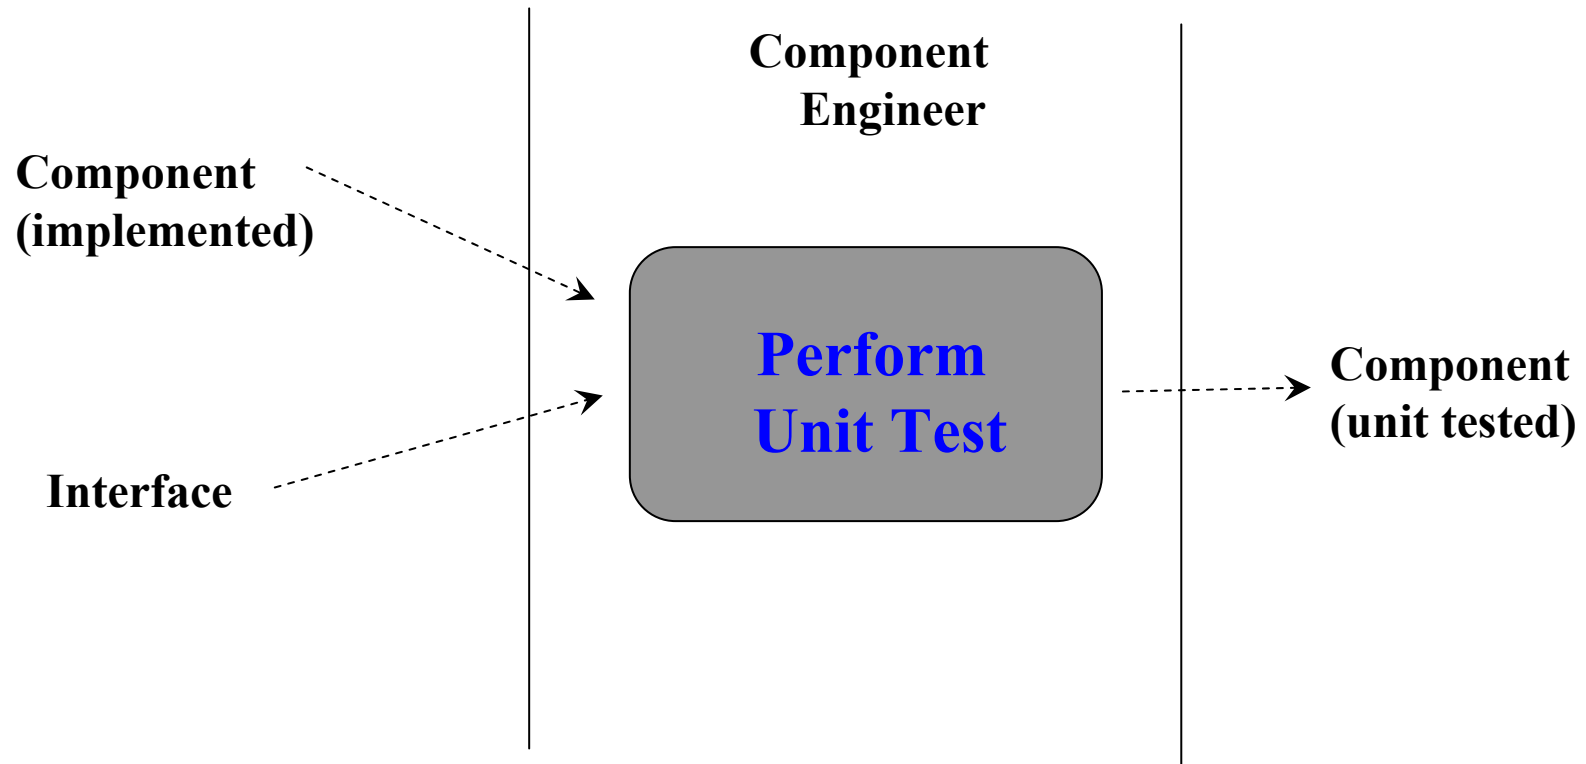 Component
Engineer
Component
(implemented)
Interface
Perform
Unit Test
Component
(unit tested)